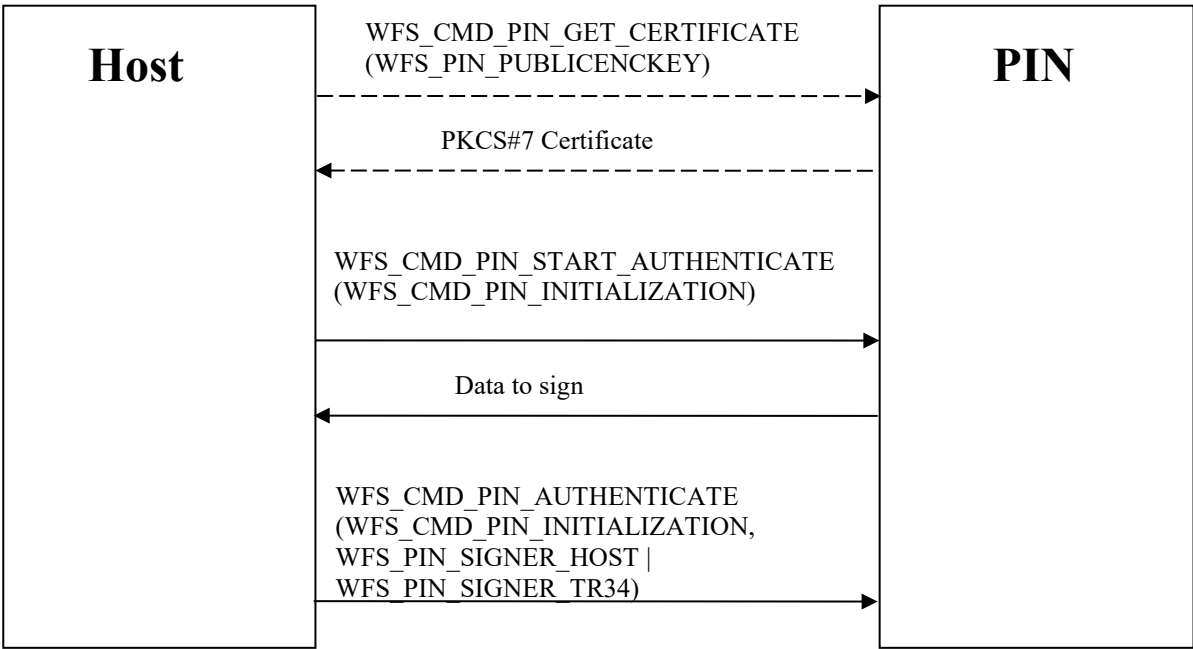 Host
WFS_CMD_PIN_GET_CERTIFICATE
(WFS_PIN_PUBLICENCKEY)
PIN
PKCS#7 Certificate
WFS_CMD_PIN_START_AUTHENTICATE
(WFS_CMD_PIN_INITIALIZATION)
Data to sign
WFS_CMD_PIN_AUTHENTICATE
(WFS_CMD_PIN_INITIALIZATION,
WFS_PIN_SIGNER_HOST |
WFS_PIN_SIGNER_TR34)